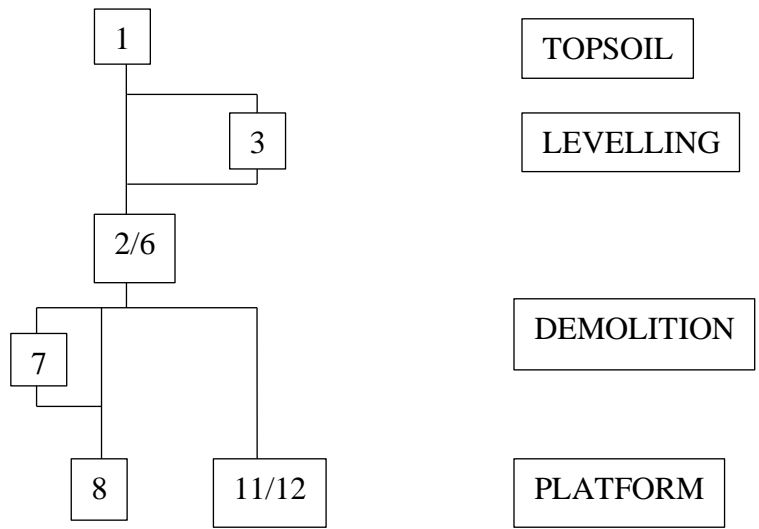 1
TOPSOIL
3
LEVELLING
2/6
DEMOLITION
7
8
11/12
PLATFORM